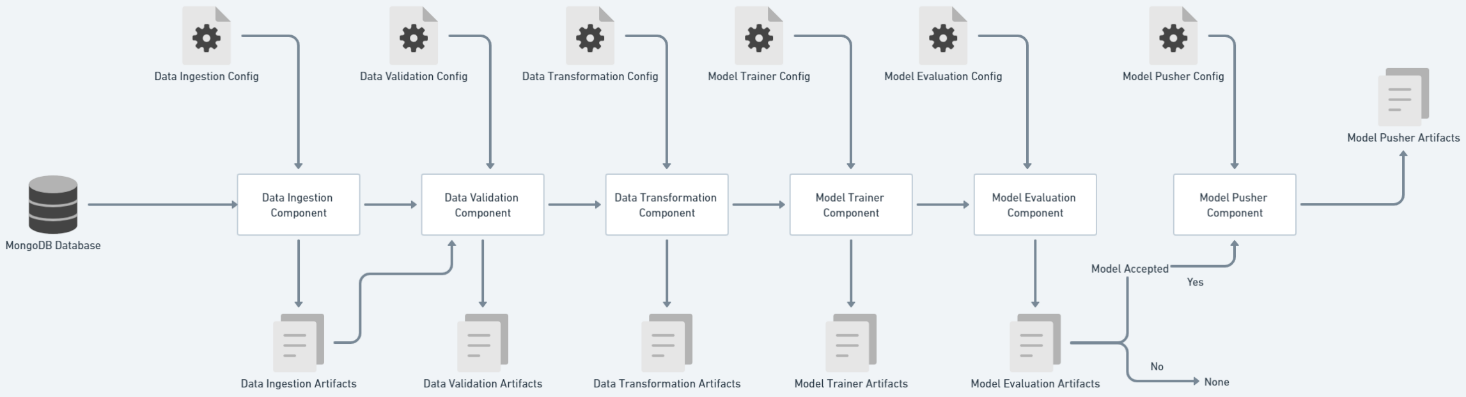 Data Ingestion Config
Data Validation Config
Data Transformation Config
Model Trainer Config
Model Evaluation Config
Model Pusher Config
Model Pusher Artifacts
MongoDB Database
Data Ingestion
Component
Data Validation
Component
Data Transformation
Component
Model Trainer
Component
Model Evaluation
Component
Model Pusher
Component
Model Accepted
Yes
No
None
Data Ingestion Artifacts
Data Validation Artifacts
Data Transformation Artifacts
Model Trainer Artifacts
Model Evaluation Artifacts